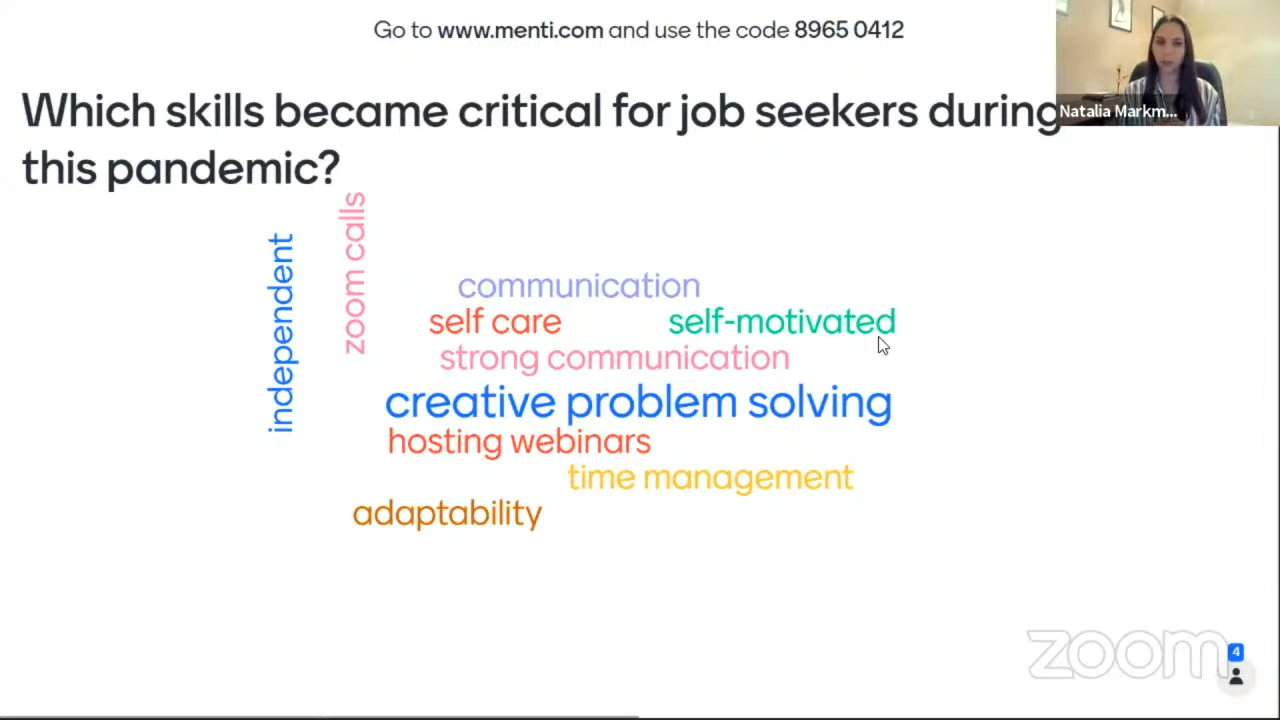 Go to www.menti.com and use the code 8965 0412
Natalia Markm...
Which skills became critical for job seekers during
this pandemic?
independent
zoom calls
communication
self care
self-motivated
strong communication
creative problem solving
hosting webinars
time management
adaptability
zoom
4